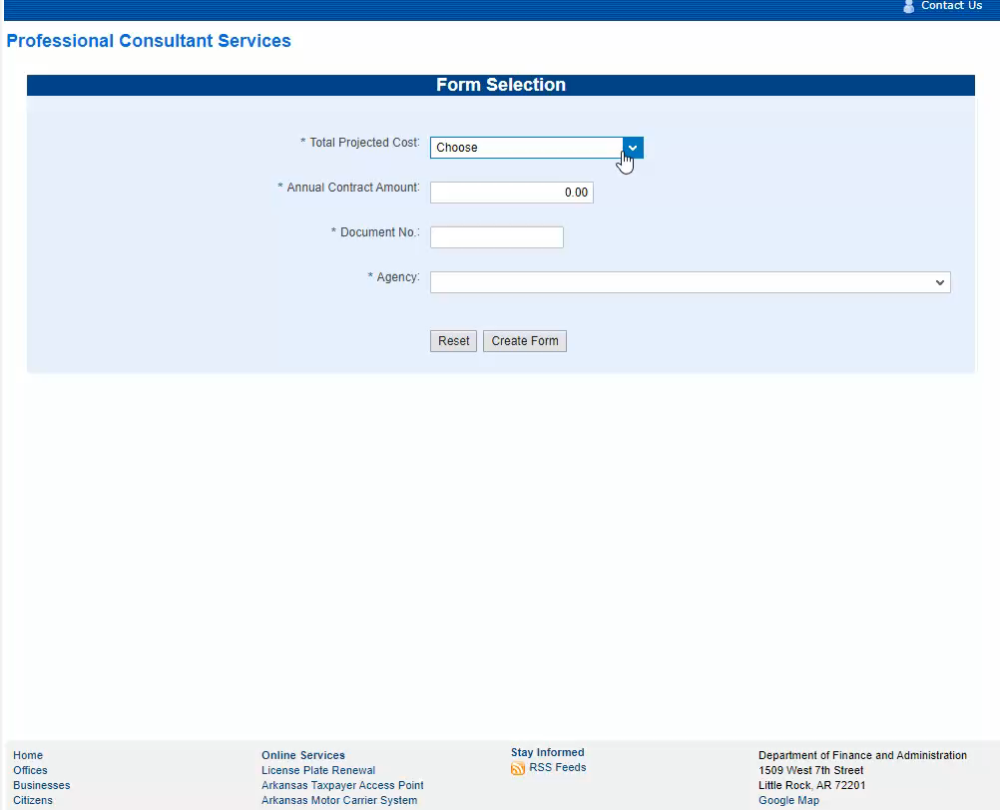 Contact Us
Professional Consultant Services
Form Selection
* Total Projected Cost: Choose
* Annual Contract Amount: 0.00
* Document No.:
* Agency:
Reset Create Form
Home
Offices
Businesses
Citizens
Online Services
License Plate Renewal
Arkansas Taxpayer Access Point
Arkansas Motor Carrier System
Stay Informed
RSS Feeds
Department of Finance and Administration
1509 West 7th Street
Little Rock, AR 72201
Google Map